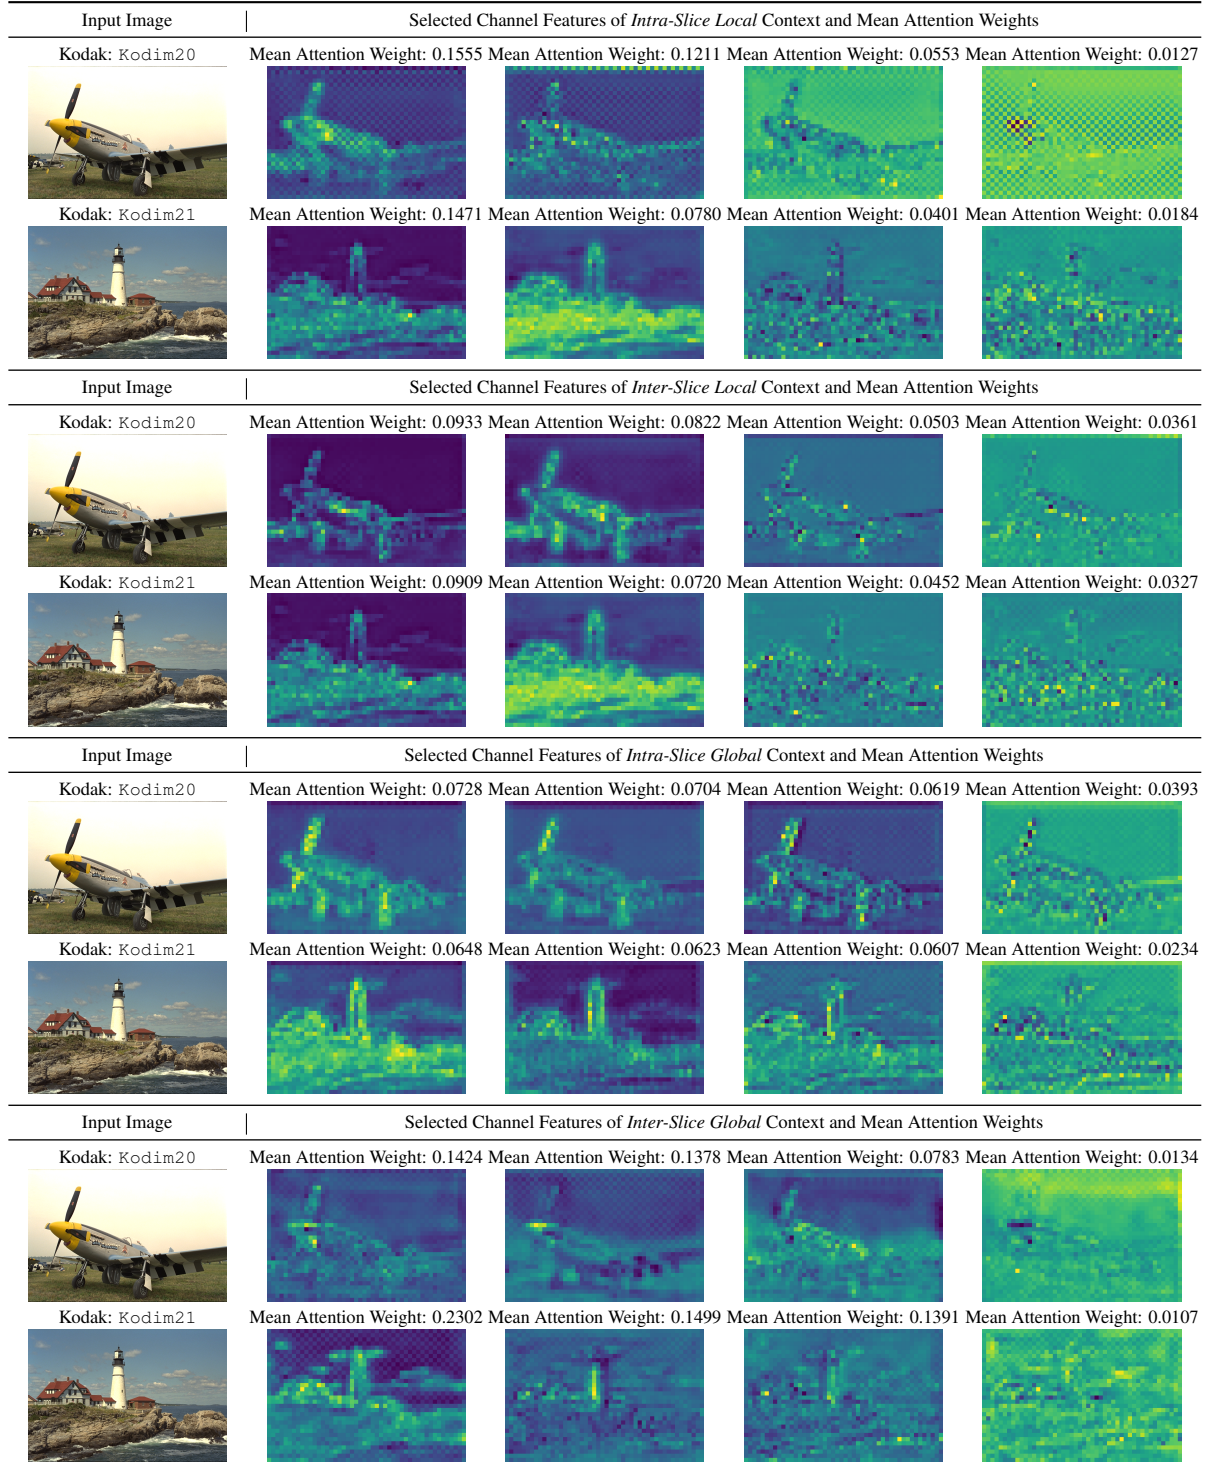 Input Image Selected Channel Features of Intra-Slice Local Context and Mean Attention Weights
Kodak: Kodim20 Mean Attention Weight: 0.1555 Mean Attention Weight: 0.1211 Mean Attention Weight: 0.0553 Mean Attention Weight: 0.0127
Kodak: Kodim21 Mean Attention Weight: 0.1471 Mean Attention Weight: 0.0780 Mean Attention Weight: 0.0401 Mean Attention Weight: 0.0184
Input Image Selected Channel Features of Inter-Slice Local Context and Mean Attention Weights
Kodak: Kodim20 Mean Attention Weight: 0.0933 Mean Attention Weight: 0.0822 Mean Attention Weight: 0.0503 Mean Attention Weight: 0.0361
Kodak: Kodim21 Mean Attention Weight: 0.0909 Mean Attention Weight: 0.0720 Mean Attention Weight: 0.0452 Mean Attention Weight: 0.0327
Input Image Selected Channel Features of Intra-Slice Global Context and Mean Attention Weights
Kodak: Kodim20 Mean Attention Weight: 0.0728 Mean Attention Weight: 0.0704 Mean Attention Weight: 0.0619 Mean Attention Weight: 0.0393
Kodak: Kodim21 Mean Attention Weight: 0.0648 Mean Attention Weight: 0.0623 Mean Attention Weight: 0.0607 Mean Attention Weight: 0.0234
Input Image Selected Channel Features of Inter-Slice Global Context and Mean Attention Weights
Kodak: Kodim20 Mean Attention Weight: 0.1424 Mean Attention Weight: 0.1378 Mean Attention Weight: 0.0783 Mean Attention Weight: 0.0134
Kodak: Kodim21 Mean Attention Weight: 0.2302 Mean Attention Weight: 0.1499 Mean Attention Weight: 0.1391 Mean Attention Weight: 0.0107